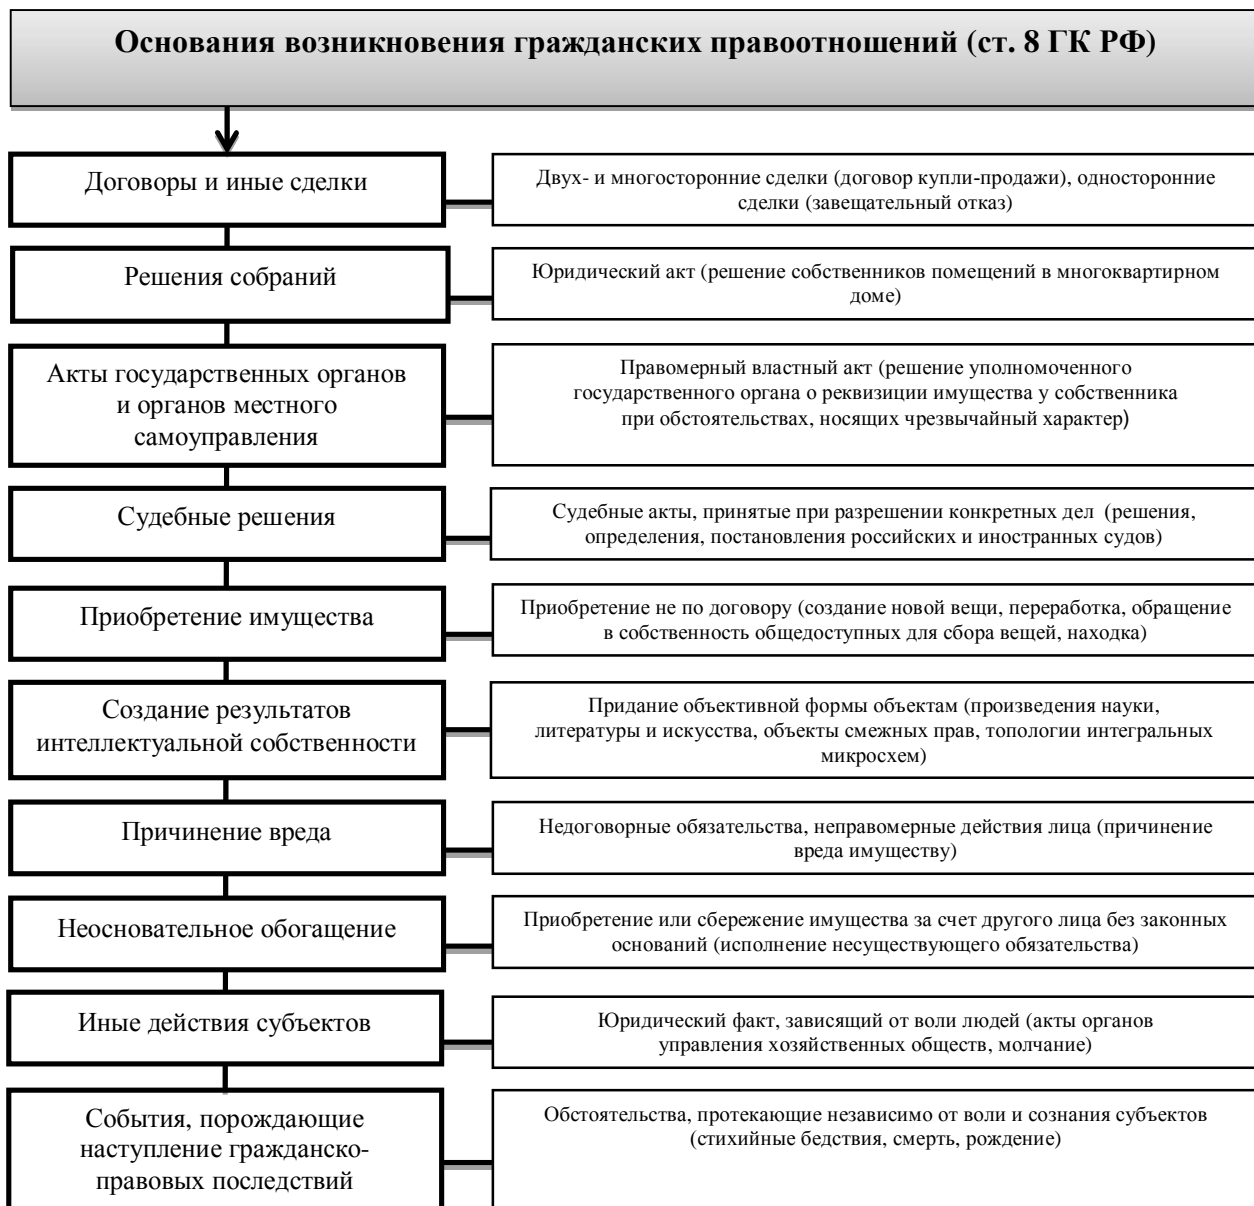 Основания возникновения гражданских правоотношений (ст. 8 ГК РФ)
Договоры и иные сделки
Двух- и многосторонние сделки (договор купли-продажи), односторонние
сделки (завещательный отказ)
Решения собраний
Юридический акт (решение собственников помещений в многоквартирном
доме)
Акты государственных органов
и органов местного
самоуправления
Правомерный властный акт (решение уполномоченного
государственного органа о реквизиции имущества у собственника
при обстоятельствах, носящих чрезвычайный характер)
Судебные решения
Судебные акты, принятые при разрешении конкретных дел (решения,
определения, постановления российских и иностранных судов)
Приобретение имущества
Приобретение не по договору (создание новой вещи, переработка, обращение
в собственность общедоступных для сбора вещей, находка)
Создание результатов
интеллектуальной собственности
Придание объективной формы объектам (произведения науки,
литературы и искусства, объекты смежных прав, топологии интегральных
микросхем)
Причинение вреда
Недоговорные обязательства, неправомерные действия лица (причинение
вреда имуществу)
Неосновательное обогащение
Приобретение или сбережение имущества за счет другого лица без законных
оснований (исполнение несуществующего обязательства)
Иные действия субъектов
Юридический факт, зависящий от воли людей (акты органов
управления хозяйственных обществ, молчание)
События, порождающие
наступление гражданско-
правовых последствий
Обстоятельства, протекающие независимо от воли и сознания субъектов
(стихийные бедствия, смерть, рождение)